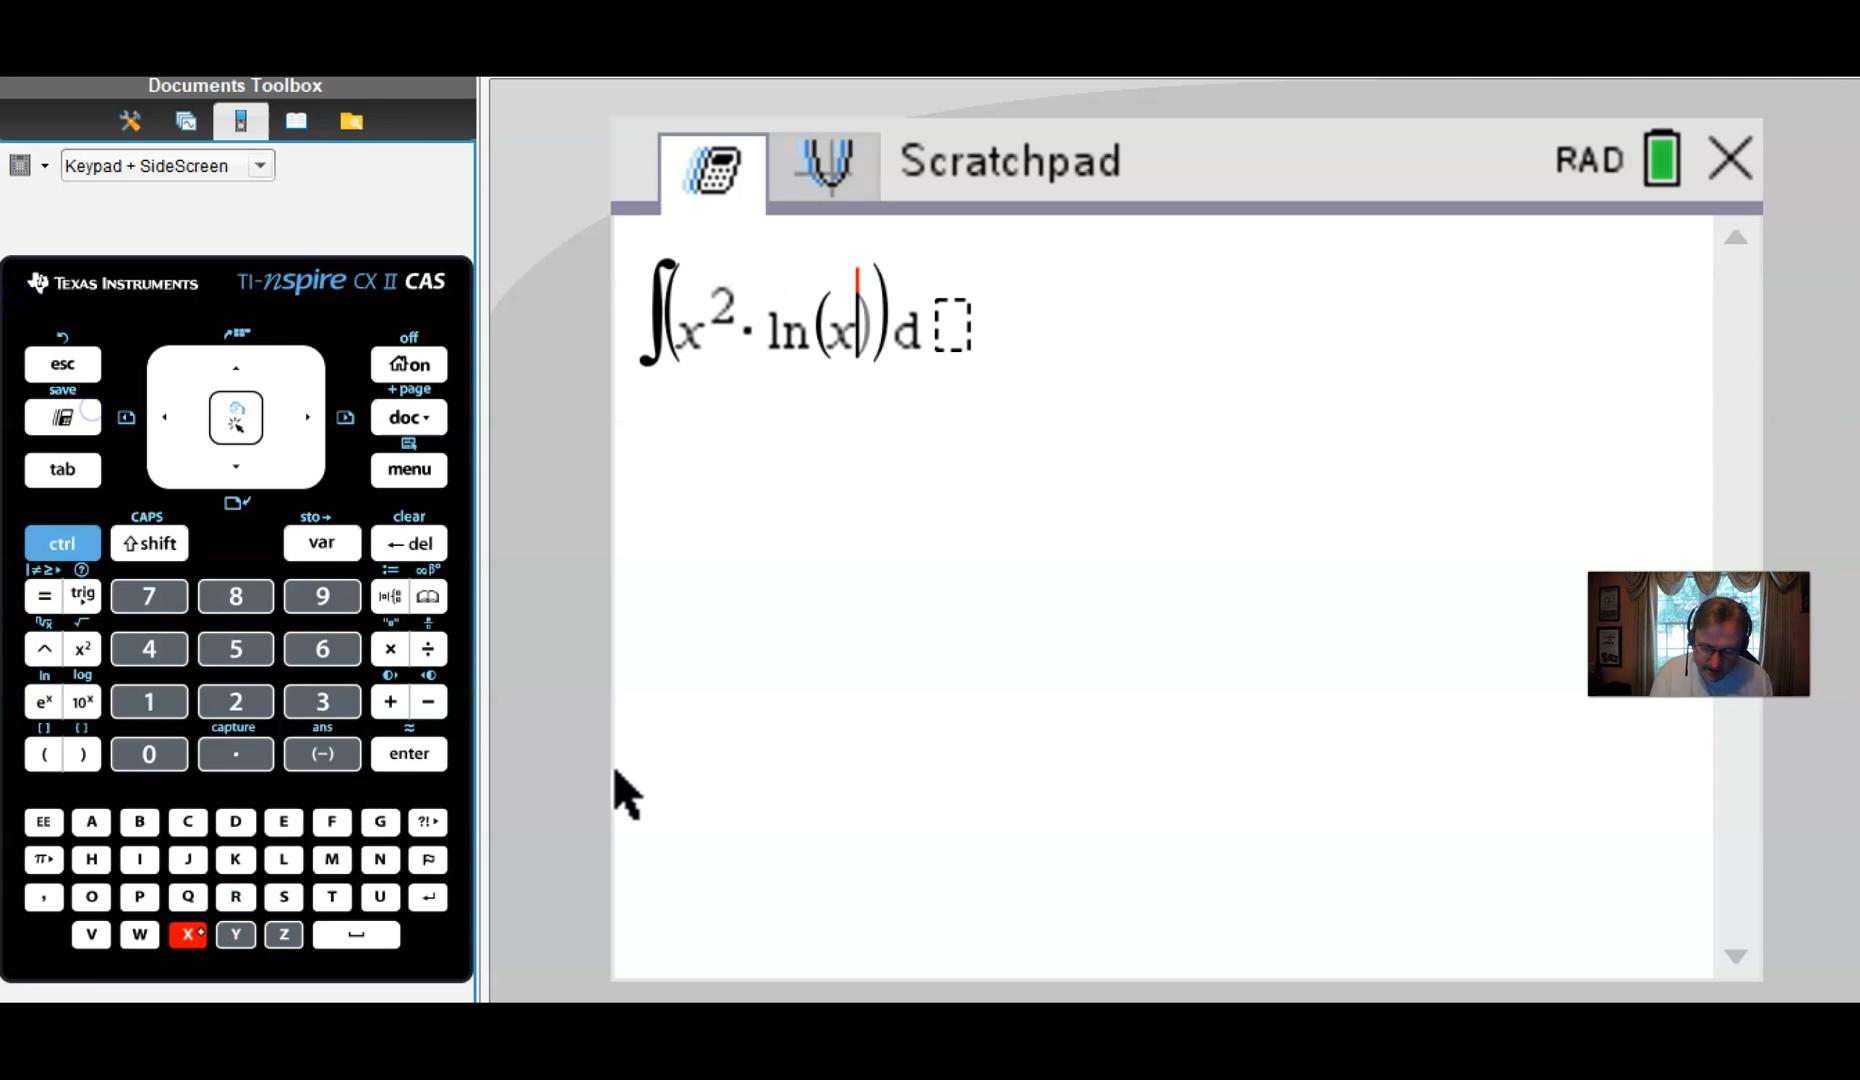 Documents Toolbox
Keypad + SideScreen
Scratchpad
RAD
∫(x²· ln(x))d
TEXAS INSTRUMENTS
TI-nspire CX II CAS
off
esc
on
save
+ page
doc
tab
menu
CAPS
sto→
clear
ctrl
⇧shift
var
←del
|≠≥▸
:=
∞β°
=
trig
7
8
9
ⁿ√x
√
"α"
^
x²
4
5
6
×
÷
ln
log
eˣ
10ˣ
1
2
3
+
−
[ ]
{ }
capture
ans
≈
(
)
0
.
(−)
enter
EE
A
B
C
D
E
F
G
?!▸
π▸
H
I
J
K
L
M
N
,
O
P
Q
R
S
T
U
↵
V
W
X
Y
Z